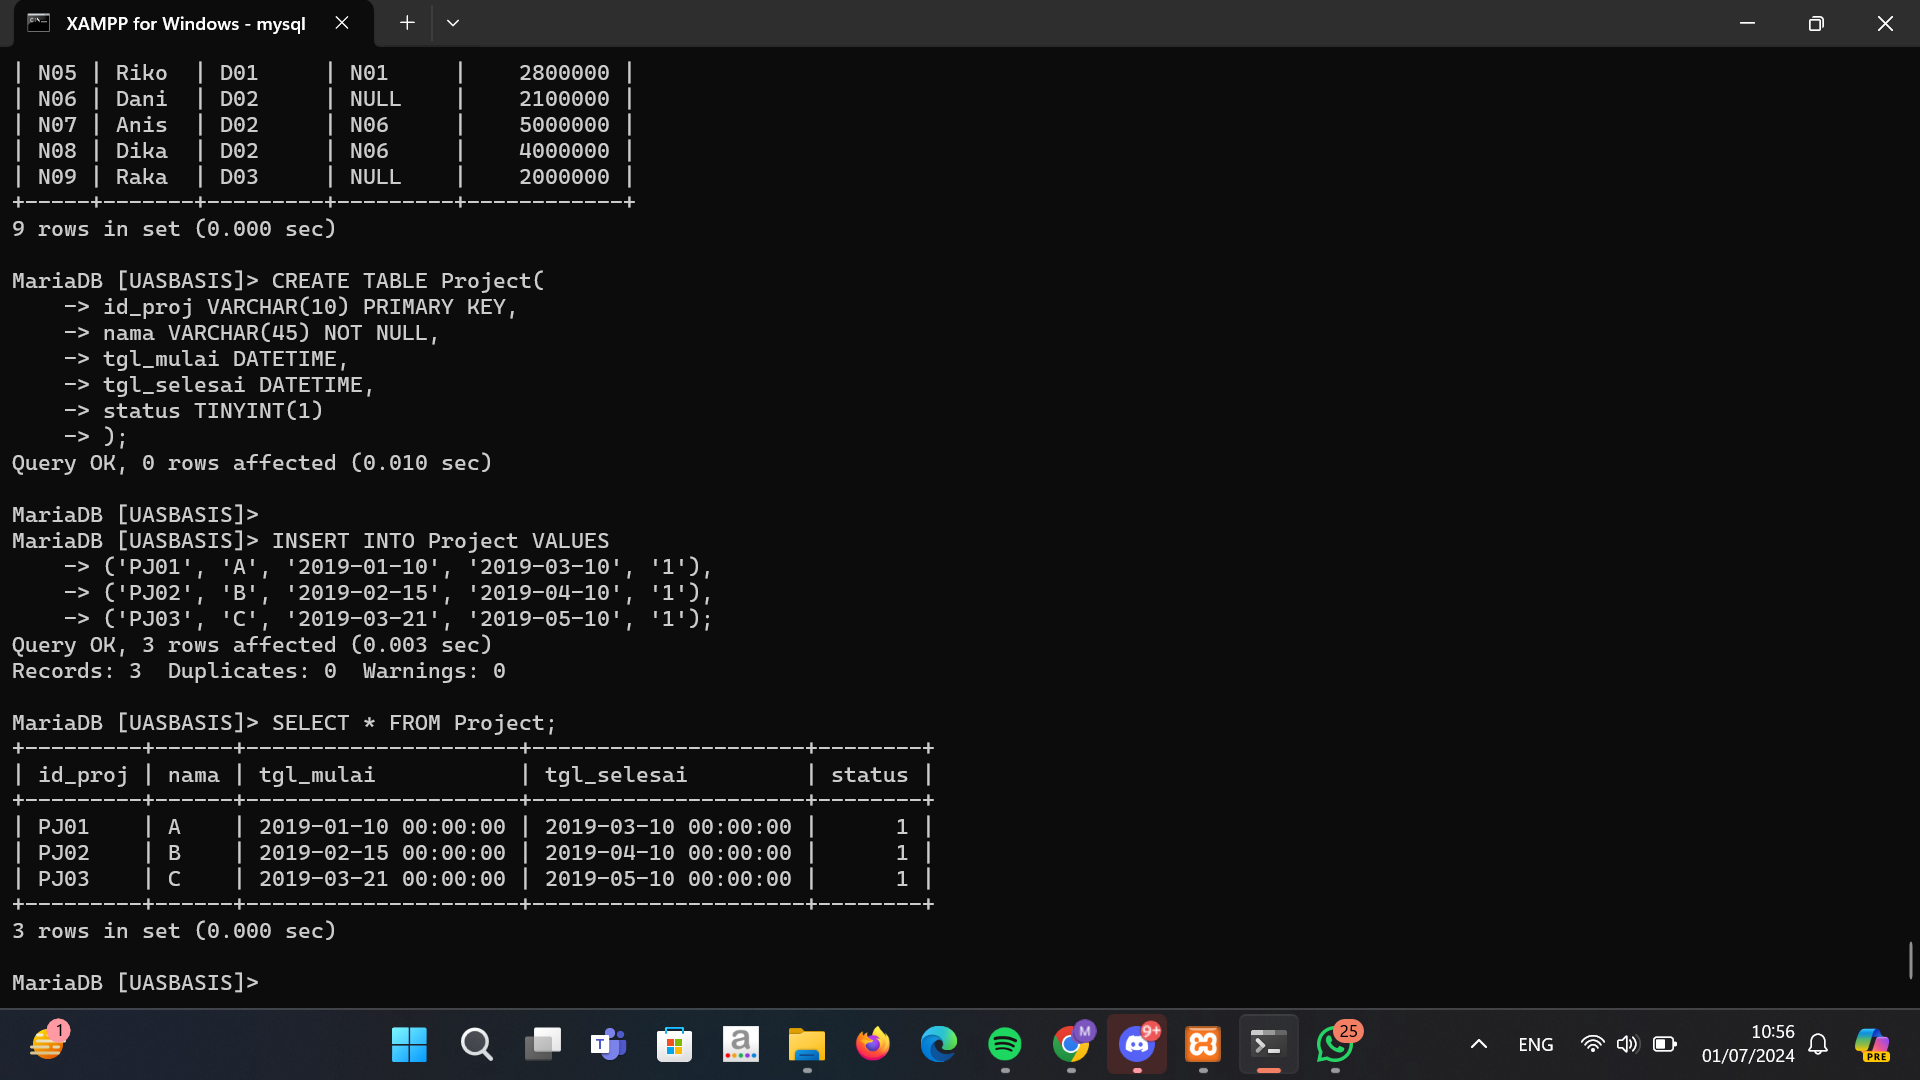 XAMPP for Windows - mysql
| N05 | Riko  | D01     | N01     |    2800000 |
| N06 | Dani  | D02     | NULL    |    2100000 |
| N07 | Anis  | D02     | N06     |    5000000 |
| N08 | Dika  | D02     | N06     |    4000000 |
| N09 | Raka  | D03     | NULL    |    2000000 |
+-----+-------+---------+---------+------------+
9 rows in set (0.000 sec)
MariaDB [UASBASIS]> CREATE TABLE Project(
    -> id_proj VARCHAR(10) PRIMARY KEY,
    -> nama VARCHAR(45) NOT NULL,
    -> tgl_mulai DATETIME,
    -> tgl_selesai DATETIME,
    -> status TINYINT(1)
    -> );
Query OK, 0 rows affected (0.010 sec)
MariaDB [UASBASIS]>
MariaDB [UASBASIS]> INSERT INTO Project VALUES
    -> ('PJ01', 'A', '2019-01-10', '2019-03-10', '1'),
    -> ('PJ02', 'B', '2019-02-15', '2019-04-10', '1'),
    -> ('PJ03', 'C', '2019-03-21', '2019-05-10', '1');
Query OK, 3 rows affected (0.003 sec)
Records: 3  Duplicates: 0  Warnings: 0
MariaDB [UASBASIS]> SELECT * FROM Project;
+---------+------+---------------------+---------------------+--------+
| id_proj | nama | tgl_mulai           | tgl_selesai         | status |
+---------+------+---------------------+---------------------+--------+
| PJ01    | A    | 2019-01-10 00:00:00 | 2019-03-10 00:00:00 |      1 |
| PJ02    | B    | 2019-02-15 00:00:00 | 2019-04-10 00:00:00 |      1 |
| PJ03    | C    | 2019-03-21 00:00:00 | 2019-05-10 00:00:00 |      1 |
+---------+------+---------------------+---------------------+--------+
3 rows in set (0.000 sec)
MariaDB [UASBASIS]>
1
T
a
M
9+
25
ENG
10:56
01/07/2024
PRE